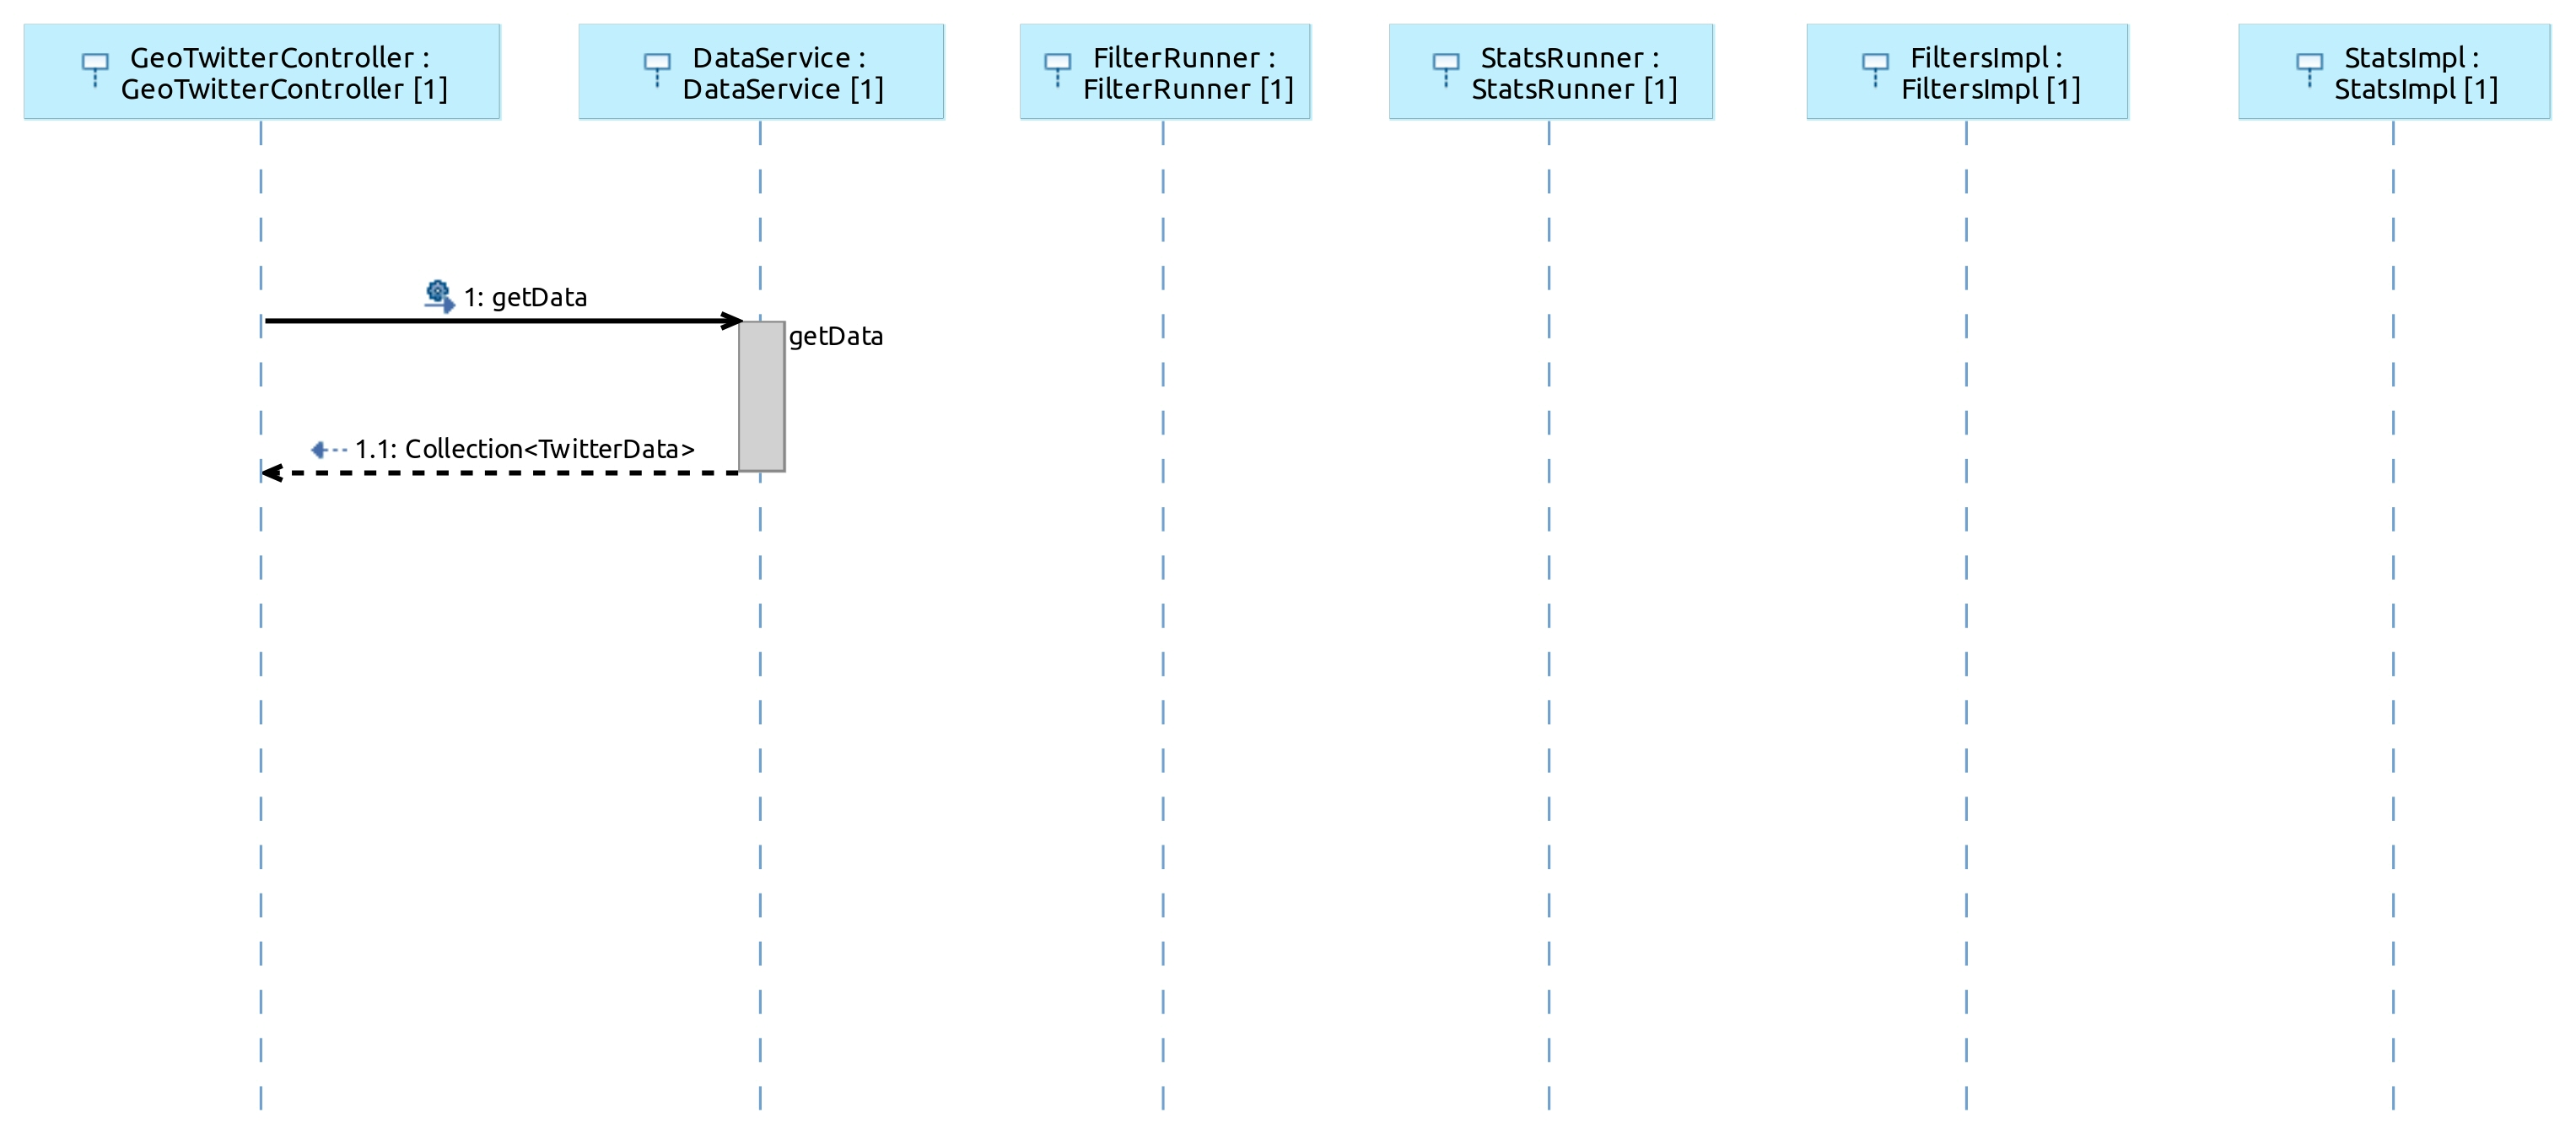 GeoTwitterController :
GeoTwitterController [1]
DataService :
DataService [1]
FilterRunner :
FilterRunner [1]
StatsRunner :
StatsRunner [1]
FiltersImpl :
FiltersImpl [1]
StatsImpl :
StatsImpl [1]
1: getData
getData
1.1: Collection<TwitterData>